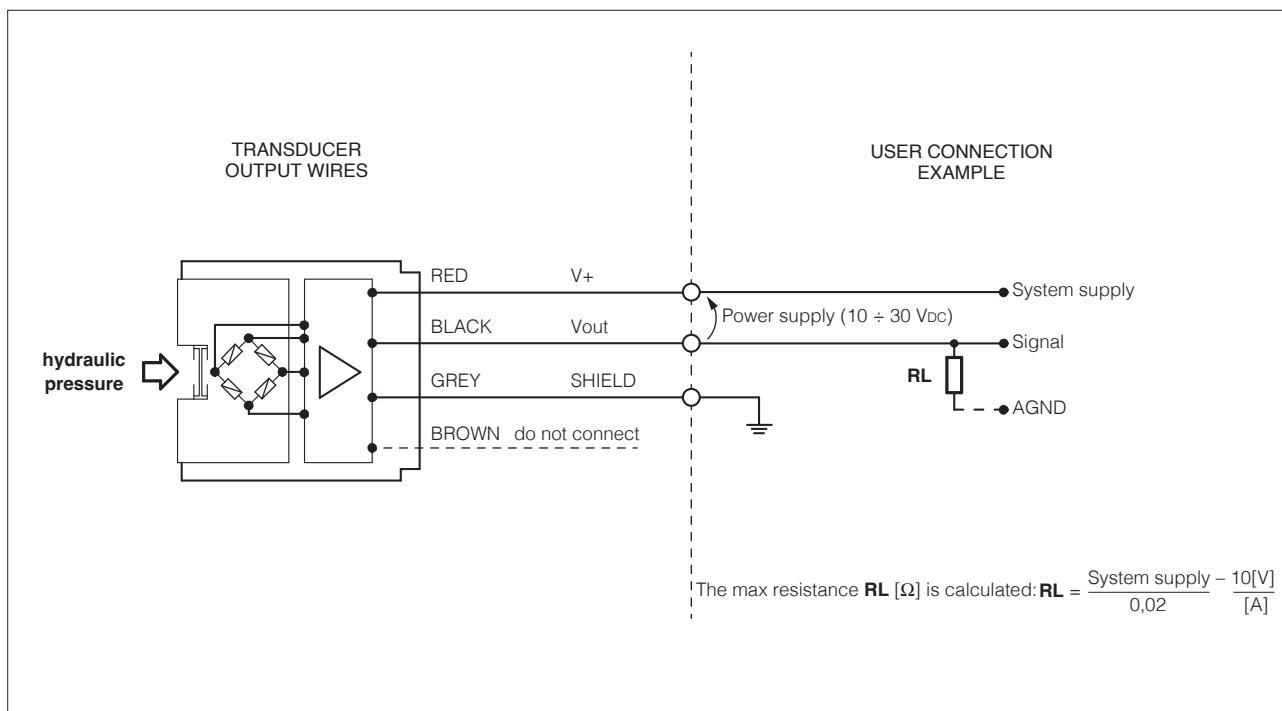 TRANSDUCER
OUTPUT WIRES
USER CONNECTION
EXAMPLE
hydraulic
pressure
RED V+
BLACK Vout
GREY SHIELD
BROWN do not connect
System supply
Power supply (10 ÷ 30 VDC)
Signal
RL
AGND
The max resistance RL [Ω] is calculated: RL = System supply – 10[V]
0,02 [A]